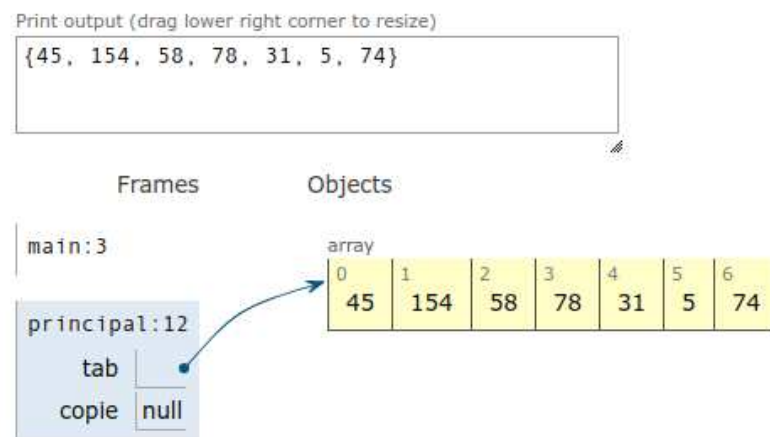 Print output (drag lower right corner to resize)
{45, 154, 58, 78, 31, 5, 74}
Frames Objects
main:3
array
0 1 2 3 4 5 6
45 154 58 78 31 5 74
principal:12
tab
copie null